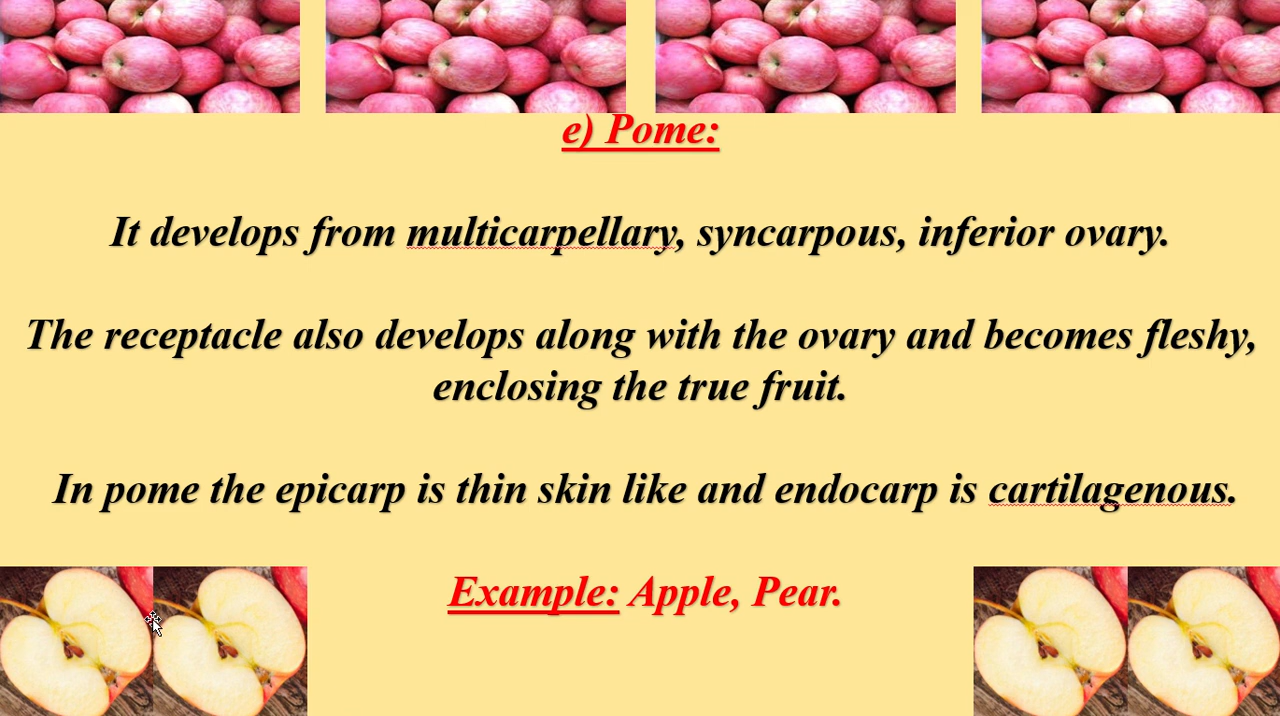 e) Pome:
It develops from multicarpellary, syncarpous, inferior ovary.
The receptacle also develops along with the ovary and becomes fleshy,
enclosing the true fruit.
In pome the epicarp is thin skin like and endocarp is cartilagenous.
Example: Apple, Pear.